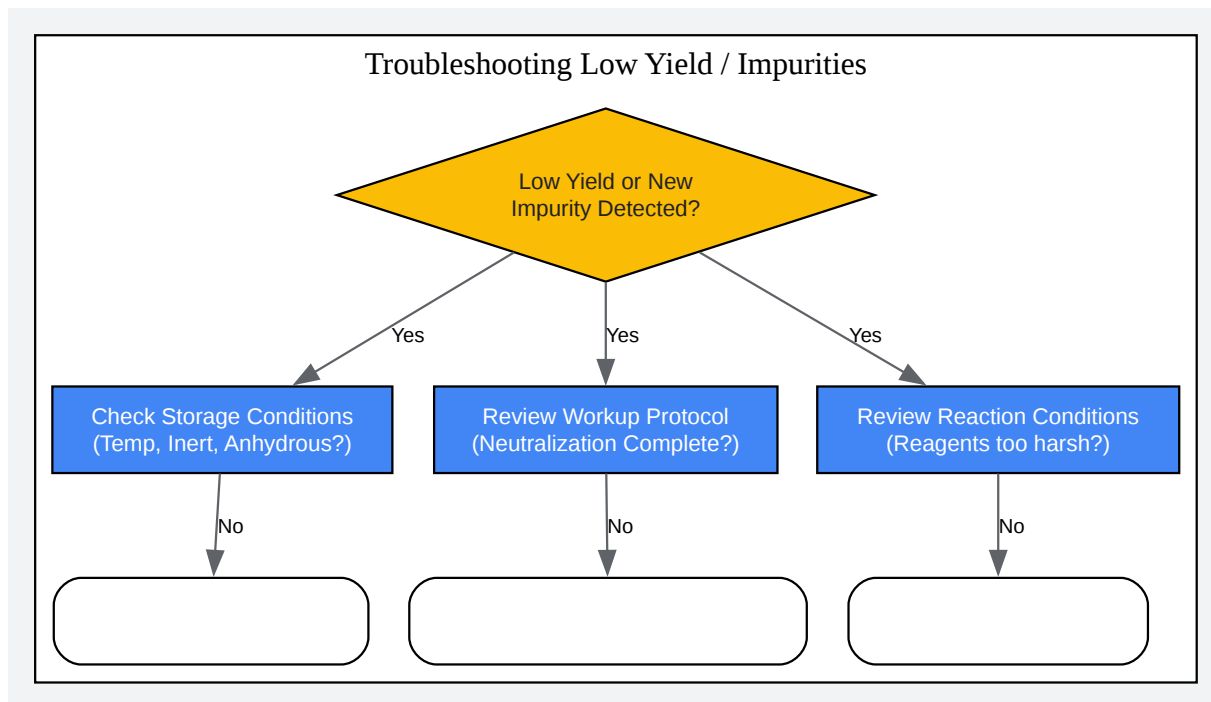 Troubleshooting Low Yield / Impurities
Low Yield or New
Impurity Detected?
Yes
Yes
Yes
Check Storage Conditions
(Temp, Inert, Anhydrous?)
Review Workup Protocol
(Neutralization Complete?)
Review Reaction Conditions
(Reagents too harsh?)
No
No
No